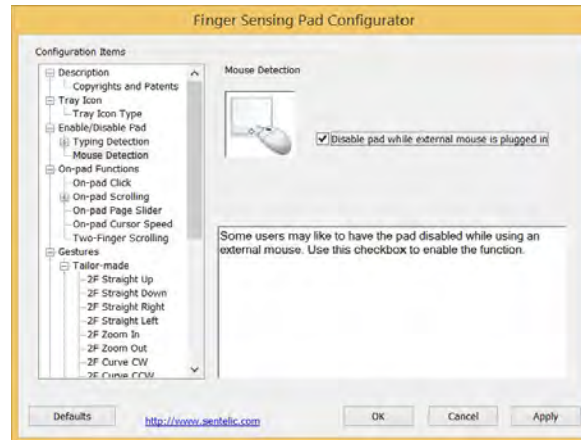 Finger Sensing Pad Configurator
Configuration Items
Description
Copyrights and Patents
Tray Icon
Tray Icon Type
Enable/Disable Pad
Typing Detection
Mouse Detection
On-pad Functions
On-pad Click
On-pad Scrolling
On-pad Page Slider
On-pad Cursor Speed
Two-Finger Scrolling
Gestures
Tailor-made
2F Straight Up
2F Straight Down
2F Straight Right
2F Straight Left
2F Zoom In
2F Zoom Out
2F Curve CW
2F Curve CCW
Mouse Detection
Disable pad while external mouse is plugged in
Some users may like to have the pad disabled while using an
external mouse. Use this checkbox to enable the function.
Defaults
http://www.sentelic.com
OK
Cancel
Apply